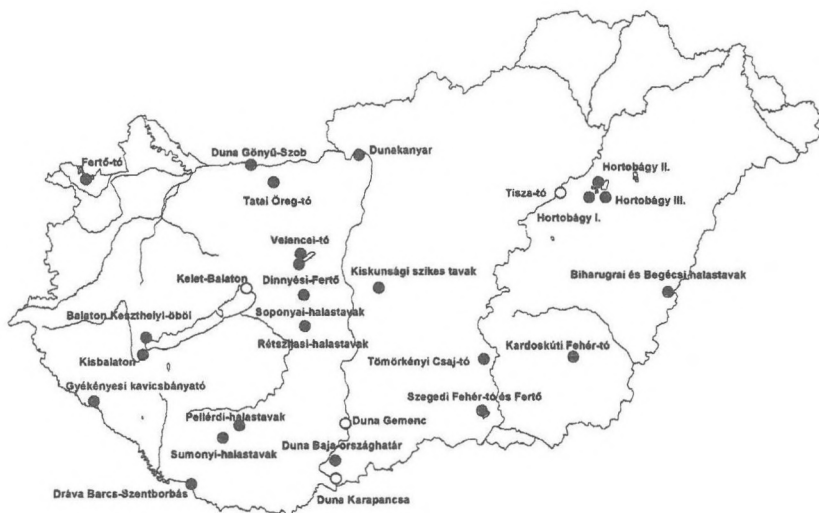 Fertő-tó
Duna Gönyű-Szob
Dunakanyar
Tatai Öreg-tó
Hortobágy II.
Tisza-tó
Hortobágy I.
Hortobágy III.
Velencei-tó
Dinnyési-Fertő
Kelet-Balaton
Kiskunsági szikes tavak
Biharugrai és Begécsi-halastavak
Soponyai-halastavak
Balaton Keszthelyi-öböl
Rétszilasi-halastavak
Kisbalaton
Tömörkényi Csaj-tó
Kardoskúti Fehér-tó
Gyékényesi kavicsbányató
Szegedi Fehér-tó és Fertő
Pellérdi-halastavak
Duna Gemenc
Sumonyi-halastavak
Duna Baja-országhatár
Dráva Barcs-Szentborbás
Duna Karapancsa